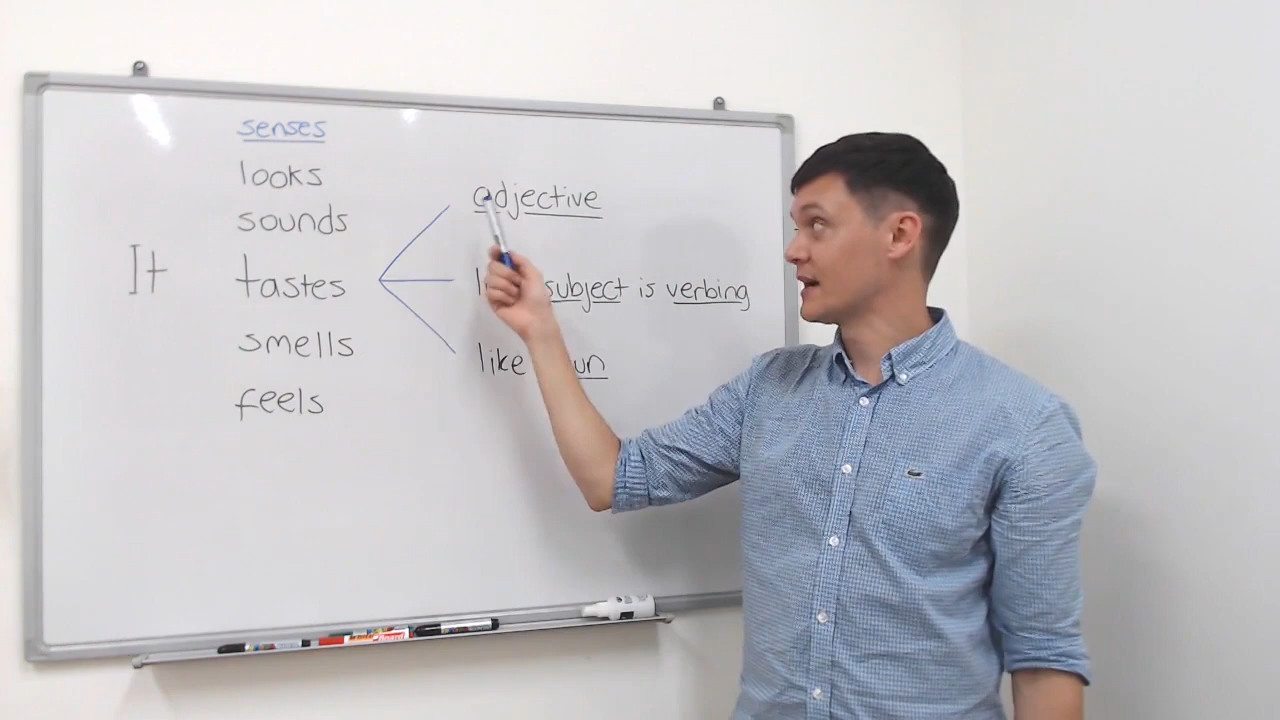 senses
looks
sounds
It
tastes
smells
feels
adjective
subject is verbing
like